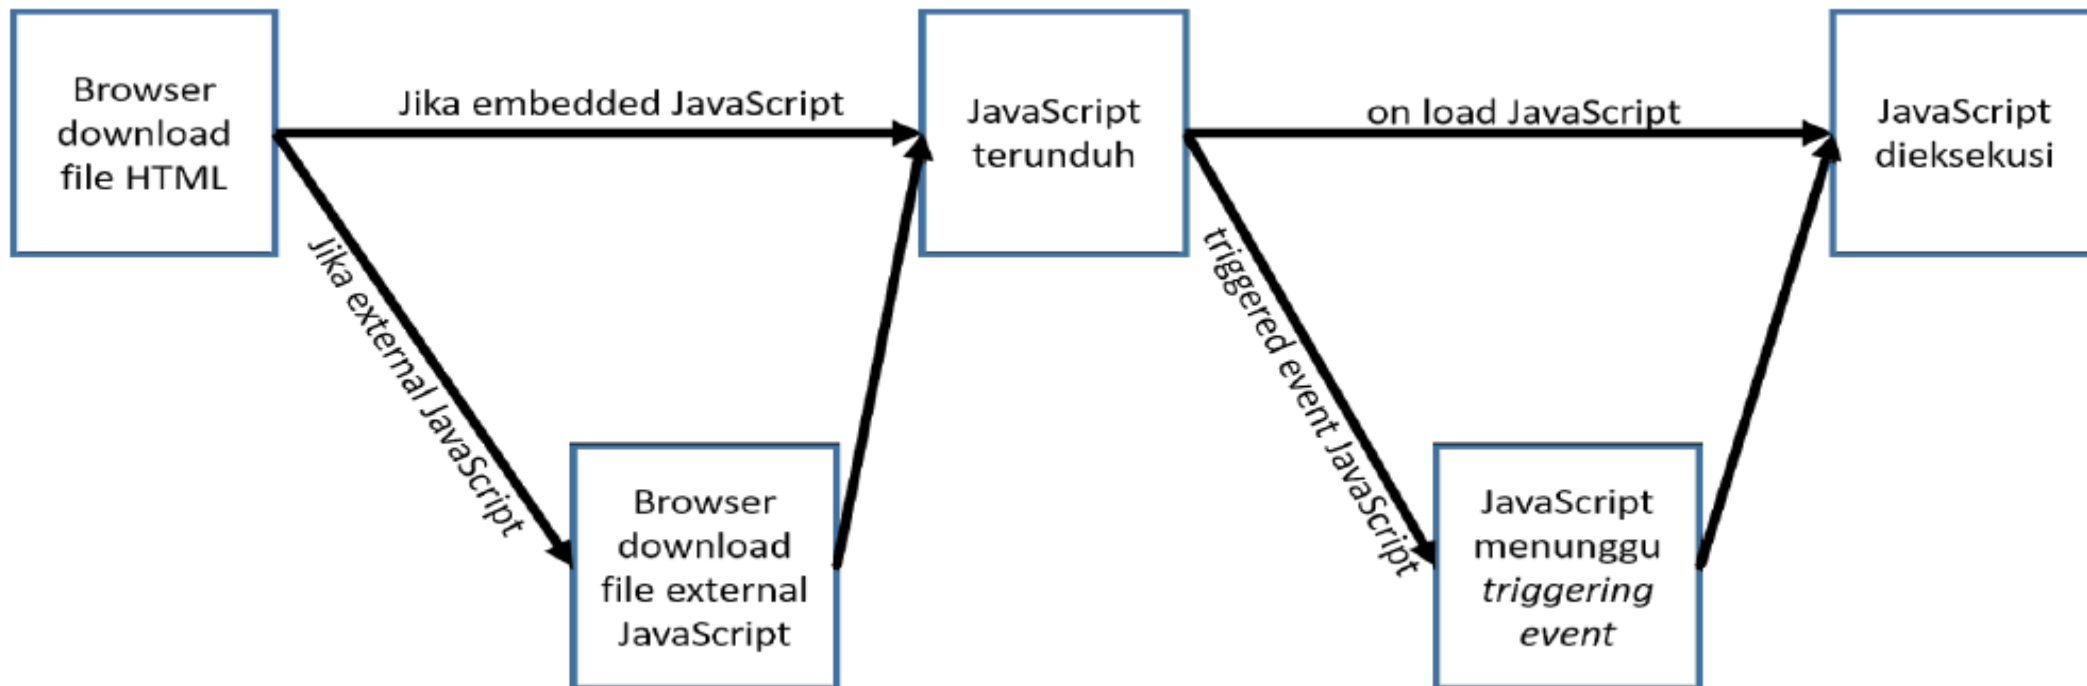 Browser
download
file HTML
Jika embedded JavaScript
JavaScript
terunduh
on load JavaScript
JavaScript
dieksekusi
Jika external JavaScript
Browser
download
file external
JavaScript
triggered event JavaScript
JavaScript
menunggu
triggering
event